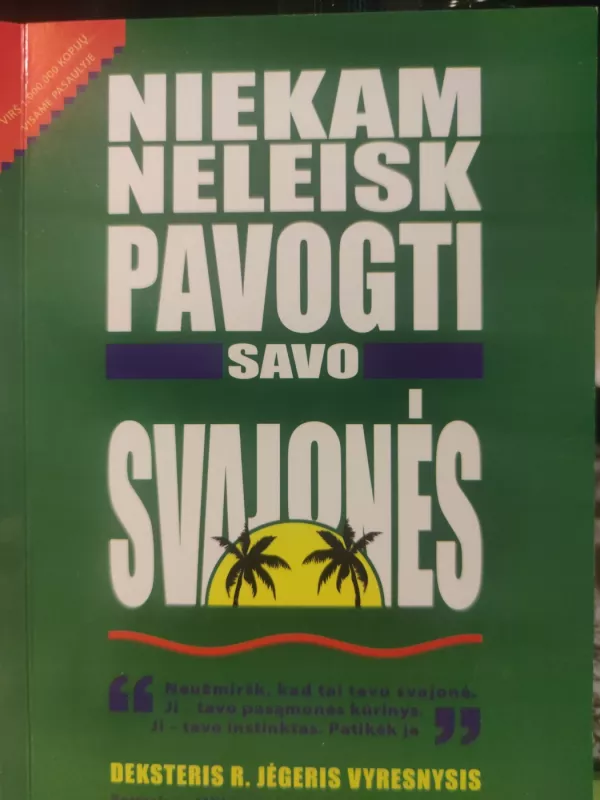 VIRŠ 1 000 000 KOPIJŲ
VISAME PASAULYJE
NIEKAM
NELEISK
PAVOGTI
SAVO
SVAJONĖS
“ Neužmiršk, kad tai tavo svajonė.
Ji – tavo pasąmonės kūrinys.
Ji – tavo instinktas. Patikėk ja ”
DEKSTERIS R. JĖGERIS VYRESNYSIS